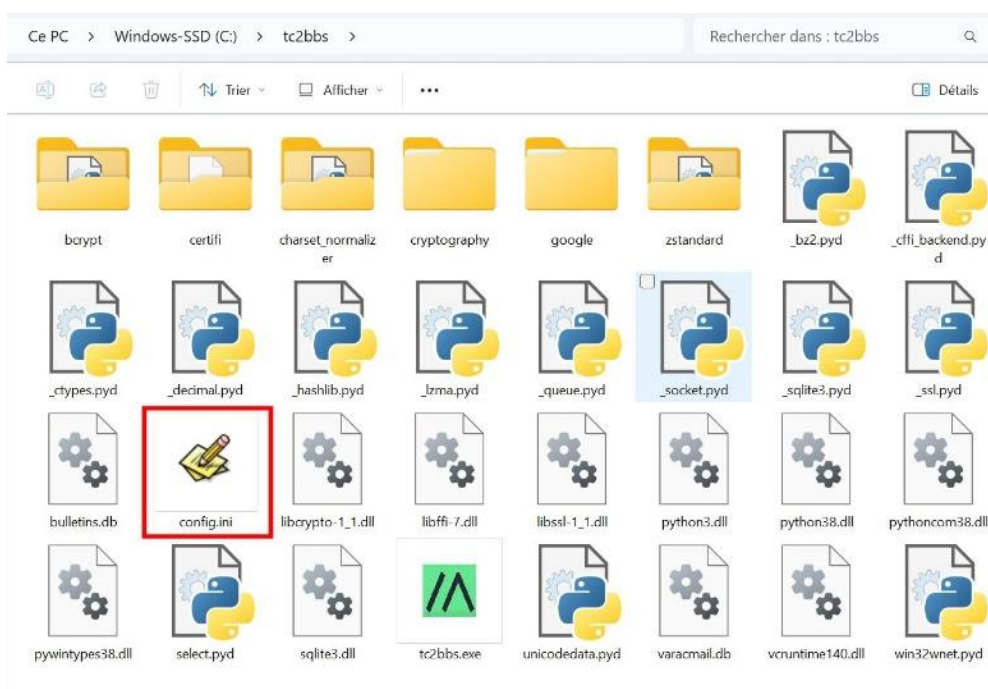 Ce PC > Windows-SSD (C:) > tc2bbs >
Rechercher dans : tc2bbs
Trier
Afficher
Détails
bcrypt
certifi
charset_normaliz
er
cryptography
google
zstandard
_bz2.pyd
_cffi_backend.py
d
_ctypes.pyd
_decimal.pyd
_hashlib.pyd
_lzma.pyd
_queue.pyd
_socket.pyd
_sqlite3.pyd
_ssl.pyd
bulletins.db
config.ini
libcrypto-1_1.dll
libffi-7.dll
libssl-1_1.dll
python3.dll
python38.dll
pythoncom38.dll
pywintypes38.dll
select.pyd
sqlite3.dll
tc2bbs.exe
unicodedata.pyd
varacmail.db
vcruntime140.dll
win32wnet.pyd